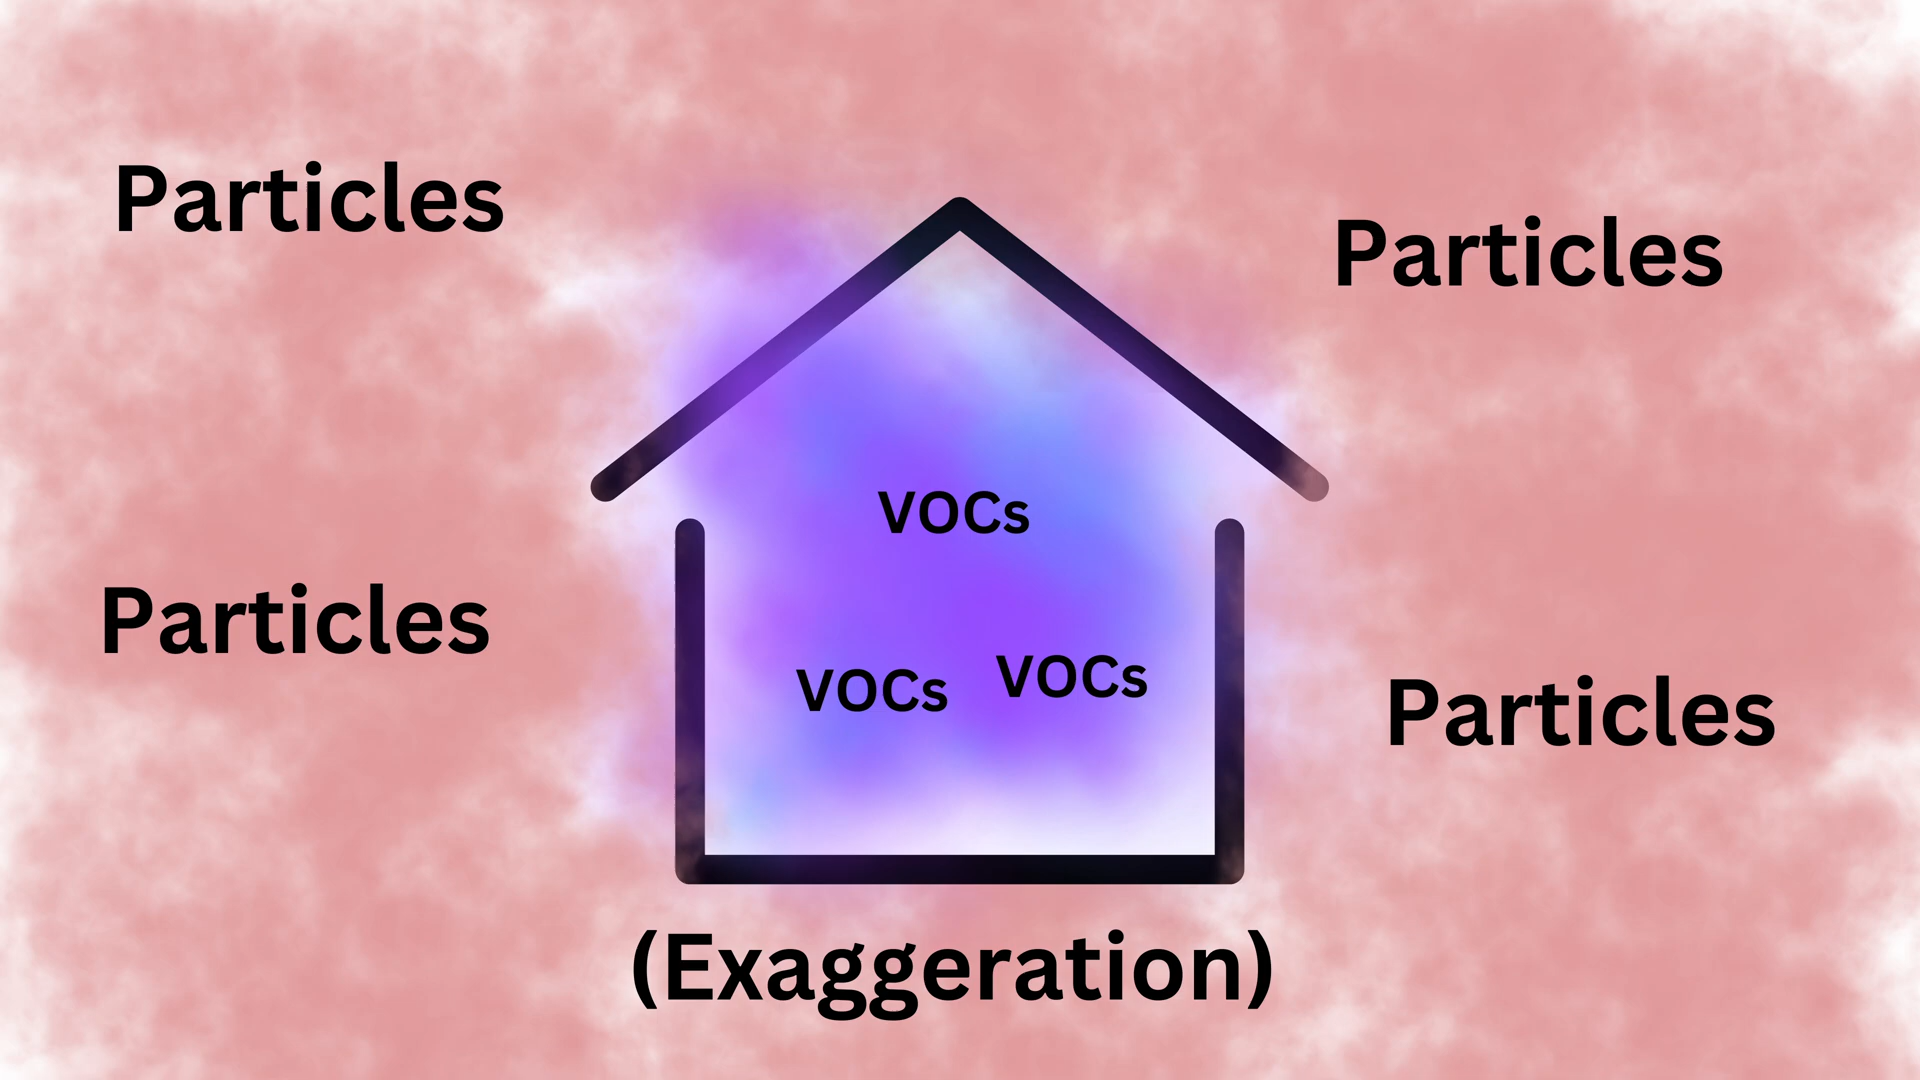 Particles
Particles
VOCs
Particles
VOCs
VOCs
Particles
(Exaggeration)